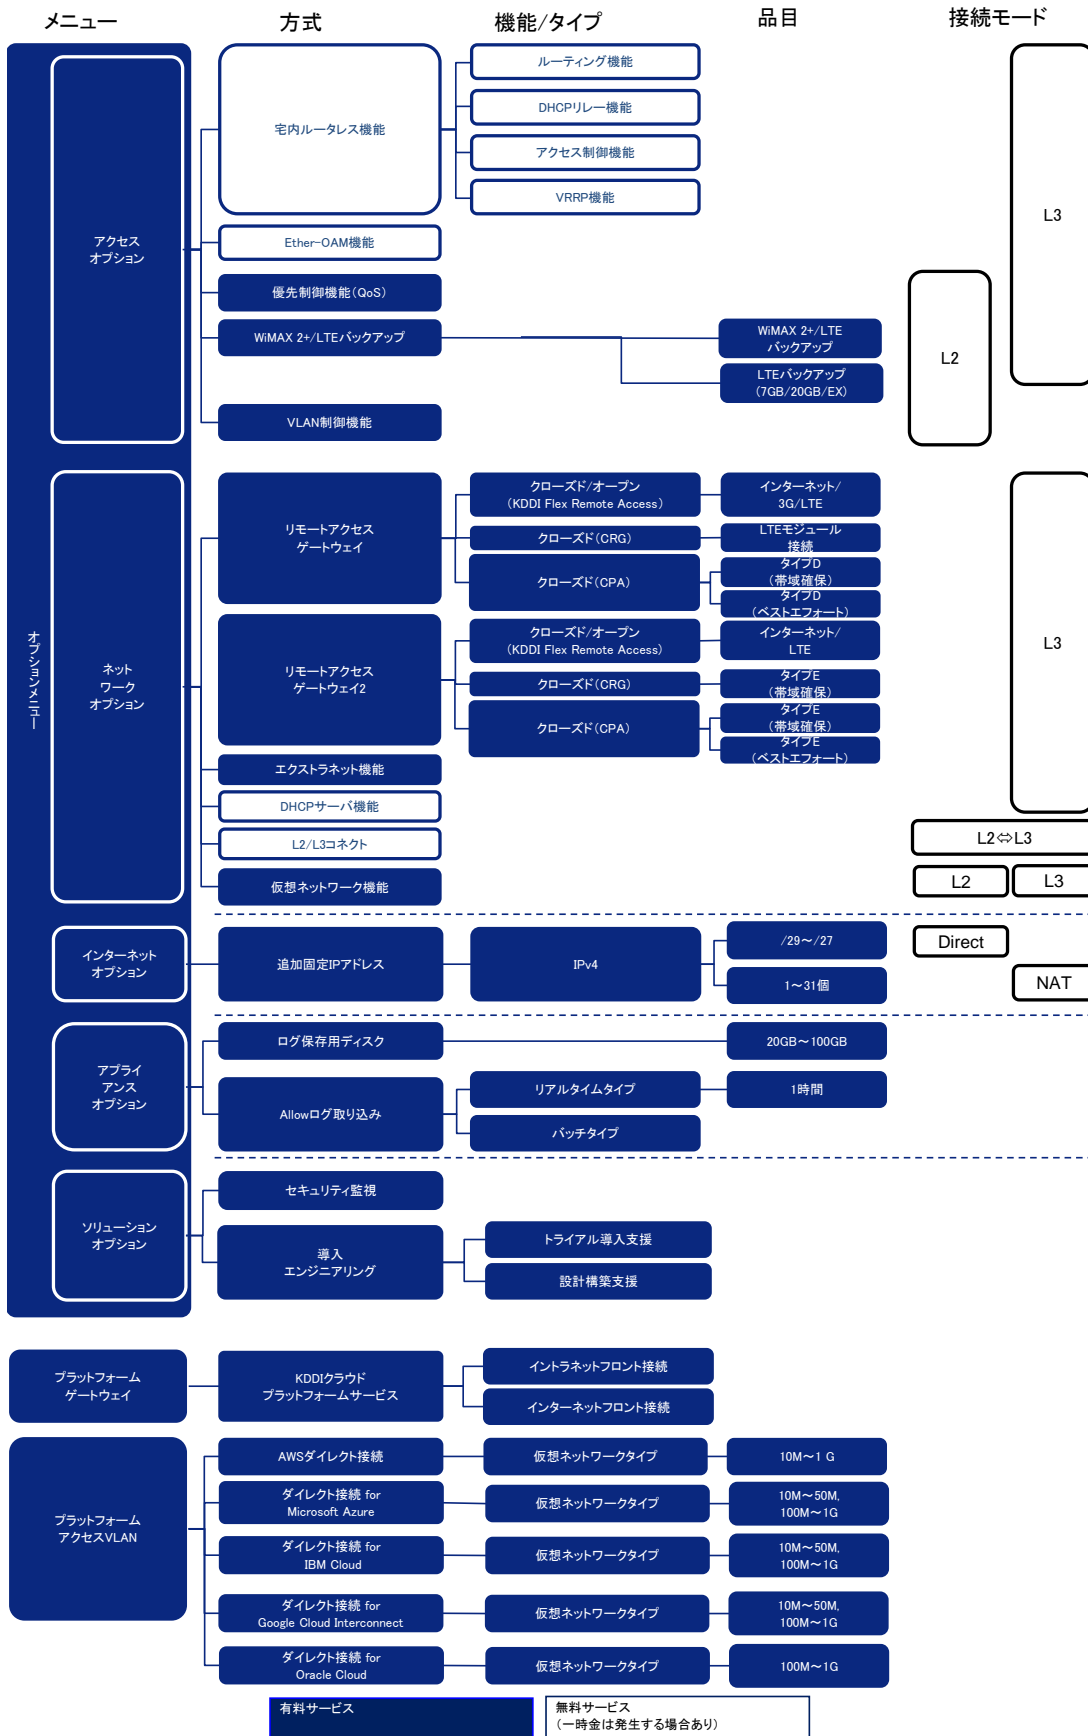 メニュー
方式
機能/タイプ
品目
接続モード
オプションメニュー
アクセス
オプション
宅内ルータレス機能
ルーティング機能
DHCPリレー機能
アクセス制御機能
VRRP機能
Ether-OAM機能
優先制御機能(QoS)
WiMAX 2+/LTEバックアップ
WiMAX 2+/LTE
バックアップ
LTEバックアップ
(7GB/20GB/EX)
VLAN制御機能
L2
L3
ネット
ワーク
オプション
リモートアクセス
ゲートウェイ
クローズド/オープン
(KDDI Flex Remote Access)
インターネット/
3G/LTE
クローズド(CRG)
LTEモジュール
接続
クローズド(CPA)
タイプD
(帯域確保)
タイプD
(ベストエフォート)
リモートアクセス
ゲートウェイ2
クローズド/オープン
(KDDI Flex Remote Access)
インターネット/
LTE
クローズド(CRG)
タイプE
(帯域確保)
クローズド(CPA)
タイプE
(帯域確保)
タイプE
(ベストエフォート)
エクストラネット機能
DHCPサーバ機能
L3
L2/L3コネクト
L2⇔L3
仮想ネットワーク機能
L2
L3
インターネット
オプション
追加固定IPアドレス
IPv4
/29～/27
Direct
1～31個
NAT
アプライ
アンス
オプション
ログ保存用ディスク
20GB～100GB
Allowログ取り込み
リアルタイムタイプ
1時間
バッチタイプ
ソリューション
オプション
セキュリティ監視
導入
エンジニアリング
トライアル導入支援
設計構築支援
プラットフォーム
ゲートウェイ
KDDIクラウド
プラットフォームサービス
イントラネットフロント接続
インターネットフロント接続
プラットフォーム
アクセスVLAN
AWSダイレクト接続
仮想ネットワークタイプ
10M～1 G
ダイレクト接続 for
Microsoft Azure
仮想ネットワークタイプ
10M～50M,
100M～1G
ダイレクト接続 for
IBM Cloud
仮想ネットワークタイプ
10M～50M,
100M～1G
ダイレクト接続 for
Google Cloud Interconnect
仮想ネットワークタイプ
10M～50M,
100M～1G
ダイレクト接続 for
Oracle Cloud
仮想ネットワークタイプ
100M～1G
有料サービス
無料サービス
(一時金は発生する場合あり)